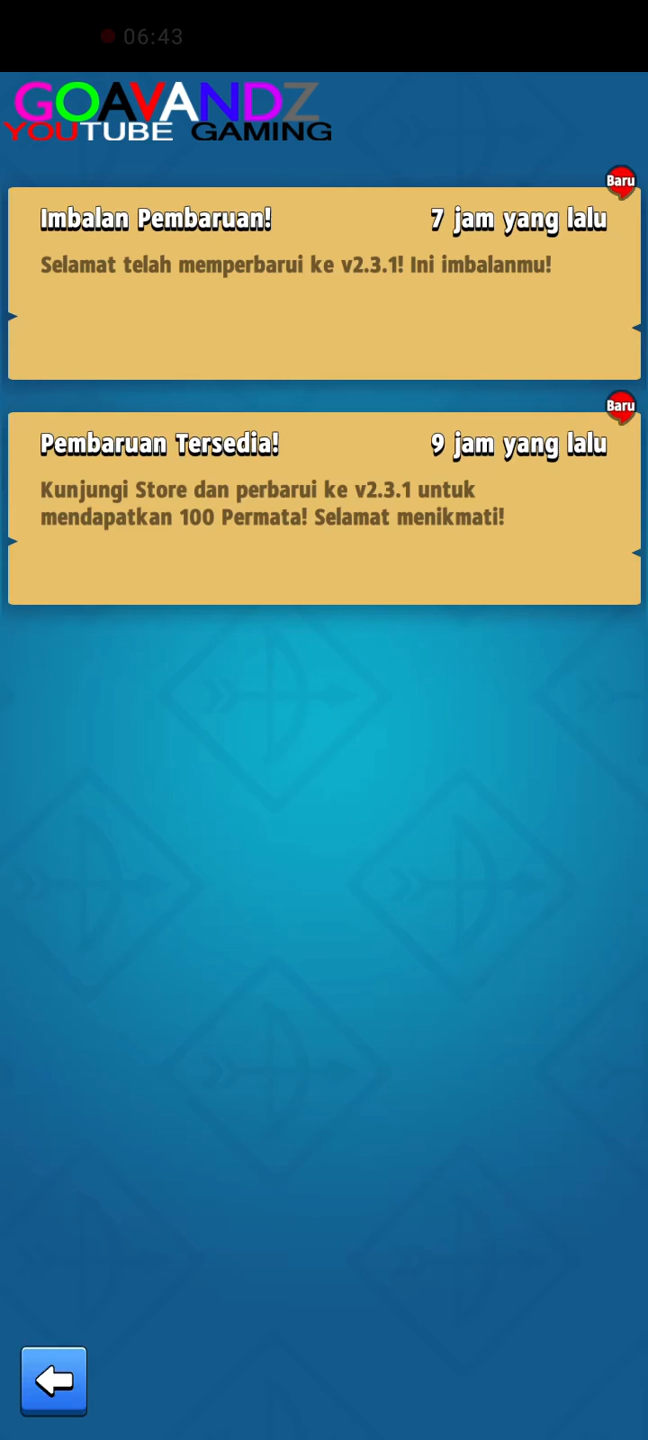 06:43
GOAVANDZ
YOUTUBE GAMING
Baru
Imbalan Pembaruan! 7 jam yang lalu
Selamat telah memperbarui ke v2.3.1! Ini imbalanmu!
Baru
Pembaruan Tersedia! 9 jam yang lalu
Kunjungi Store dan perbarui ke v2.3.1 untuk
mendapatkan 100 Permata! Selamat menikmati!